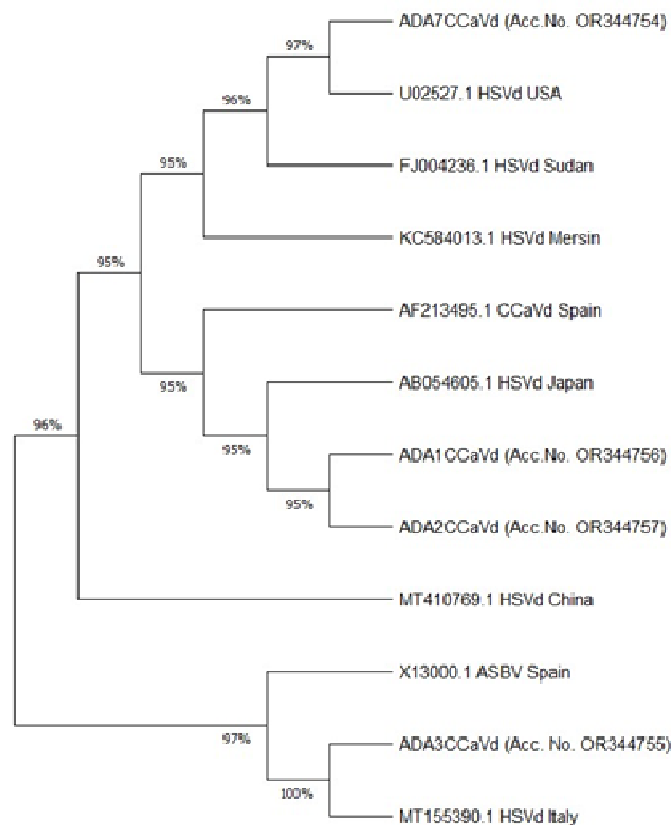 ADA7CCaVd (Acc.No. OR344754)
97%
U02527.1 HSVd USA
96%
FJ004236.1 HSVd Sudan
95%
KC584013.1 HSVd Mersin
95%
AF213495.1 CCaVd Spain
95%
AB054605.1 HSVd Japan
96%
95%
ADA1CCaVd (Acc.No. OR344756)
95%
ADA2CCaVd (Acc.No. OR344757)
MT410769.1 HSVd China
X13000.1 ASBV Spain
97%
ADA3CCaVd (Acc. No. OR344755)
100%
MT155390.1 HSVd Italy